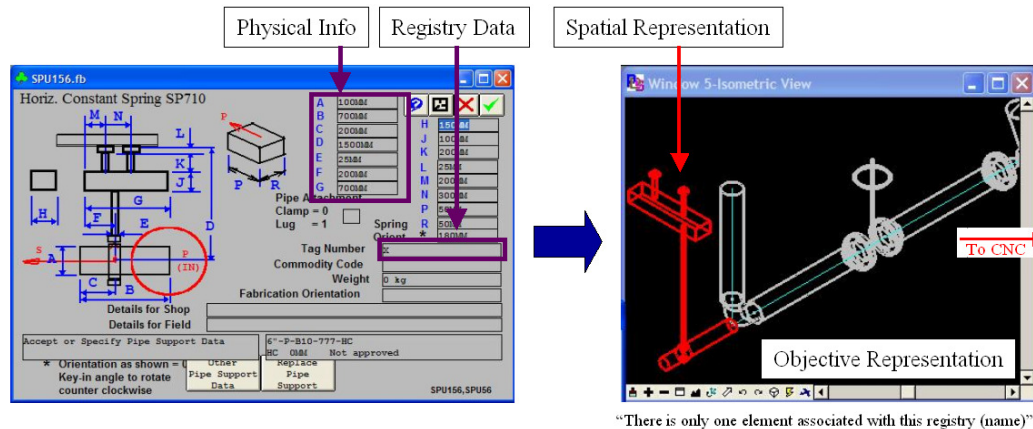 Physical Info
Registry Data
Spatial Representation
SPU156.fb
Horiz. Constant Spring SP710
M N
L
K
J
G
H
F
E
D
S
A
P
(IN)
C
B
P
P R
A 100MM
B 700MM
C 200MM
D 1500MM
E 25MM
F 200MM
G 700MM
H 150MM
J 100MM
K 200MM
L 25MM
M 200MM
N 300MM
P
R
Pipe Attachment
Clamp = 0
Lug = 1
Spring
Orient * 180MM
Tag Number X
Commodity Code
Weight 0 kg
Fabrication Orientation
Details for Shop
Details for Field
Accept or Specify Pipe Support Data
6"-P-B10-777-HC
HC 0MM Not approved
* Orientation as shown =
Key-in angle to rotate
counter clockwise
Other
Pipe Support
Data
Replace
Pipe
Support
SPU156,SPU56
Window 5-Isometric View
To CNC
Objective Representation
“There is only one element associated with this registry (name)”